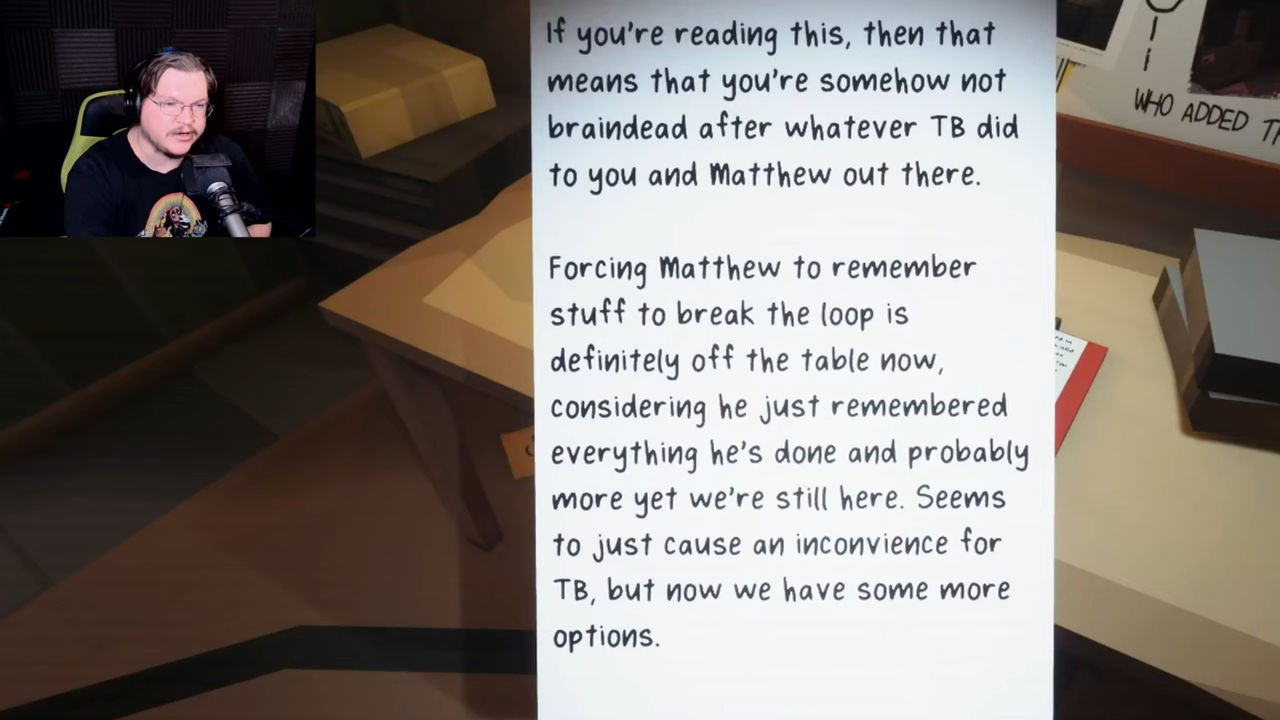 If you're reading this, then that
means that you're somehow not
braindead after whatever TB did
to you and Matthew out there.
Forcing Matthew to remember
stuff to break the loop is
definitely off the table now,
considering he just remembered
everything he's done and probably
more yet we're still here. Seems
to just cause an inconvience for
TB, but now we have some more
options.
WHO ADDED